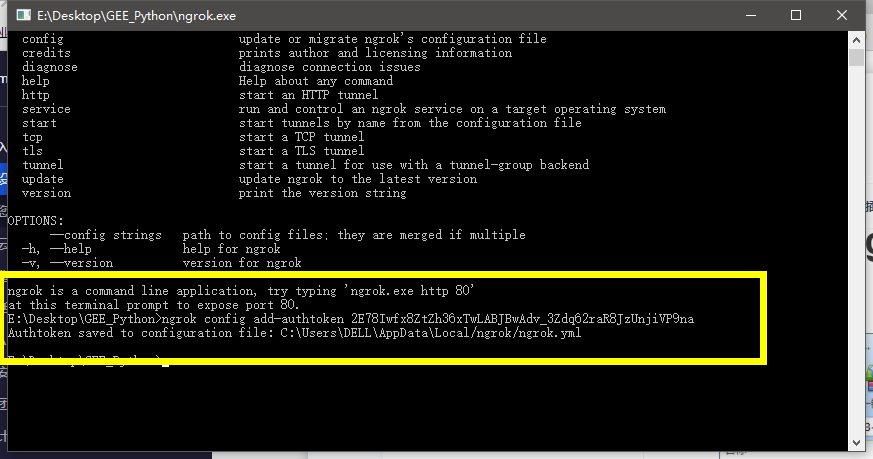 E:\Desktop\GEE_Python\ngrok.exe
config update or migrate ngrok's configuration file
credits prints author and licensing information
diagnose diagnose connection issues
help Help about any command
http start an HTTP tunnel
service run and control an ngrok service on a target operating system
start start tunnels by name from the configuration file
tcp start a TCP tunnel
tls start a TLS tunnel
tunnel start a tunnel for use with a tunnel-group backend
update update ngrok to the latest version
version print the version string
OPTIONS:
--config strings path to config files; they are merged if multiple
-h, --help help for ngrok
-v, --version version for ngrok
ngrok is a command line application, try typing 'ngrok.exe http 80'
at this terminal prompt to expose port 80.
E:\Desktop\GEE_Python>ngrok config add-authtoken 2E78Iwfx8ZtZh36xTwLABJBwAdv_3Zdq62raR8JzUnjiVP9na
Authtoken saved to configuration file: C:\Users\DELL\AppData\Local/ngrok/ngrok.yml
E:\Desktop\GEE_Python>